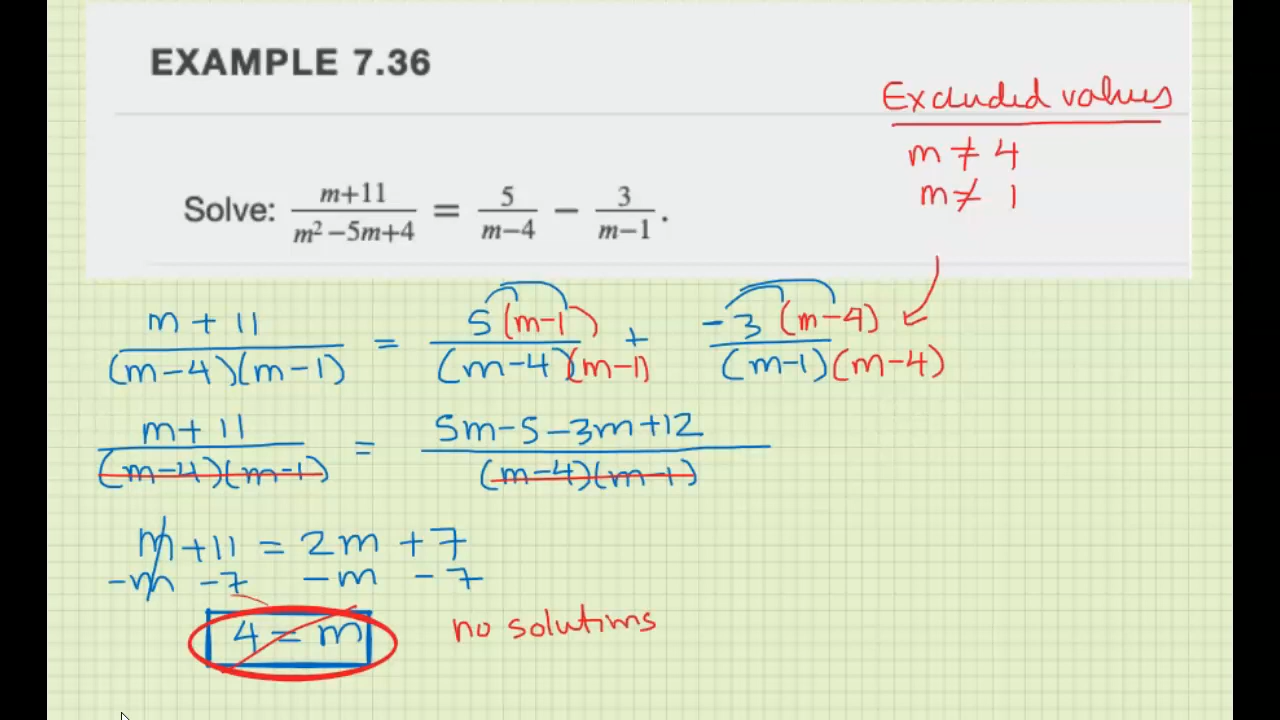 EXAMPLE 7.36
Excluded values
m ≠ 4
m ≠ 1
Solve: (m+11)/(m²−5m+4) = 5/(m−4) − 3/(m−1).
(m + 11)/((m−4)(m−1)) = (5(m−1))/((m−4)(m−1)) + (−3(m−4))/((m−1)(m−4))
(m + 11)/((m−4)(m−1)) = (5m−5−3m+12)/((m−4)(m−1))
m +11 = 2m + 7
−m −7 −m −7
4 = m no solutions